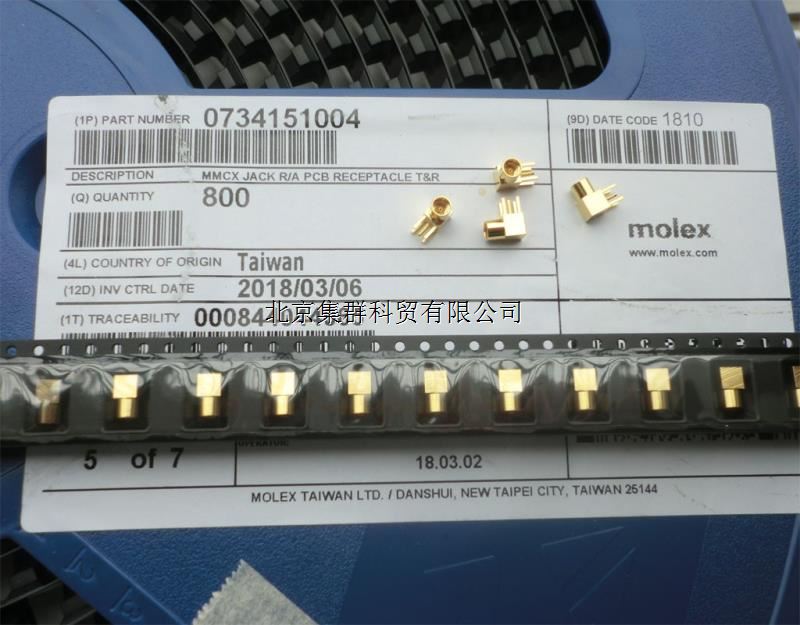 (1P) PART NUMBER 0734151004
(9D) DATE CODE 1810
DESCRIPTION MMCX JACK R/A PCB RECEPTACLE T&R
(Q) QUANTITY 800
molex
www.molex.com
(4L) COUNTRY OF ORIGIN Taiwan
(12D) INV CTRL DATE 2018/03/06
北京集群科贸有限公司
(1T) TRACEABILITY
OPERATOR:
5 of 7
18.03.02
MOLEX TAIWAN LTD. / DANSHUI, NEW TAIPEI CITY, TAIWAN 25144